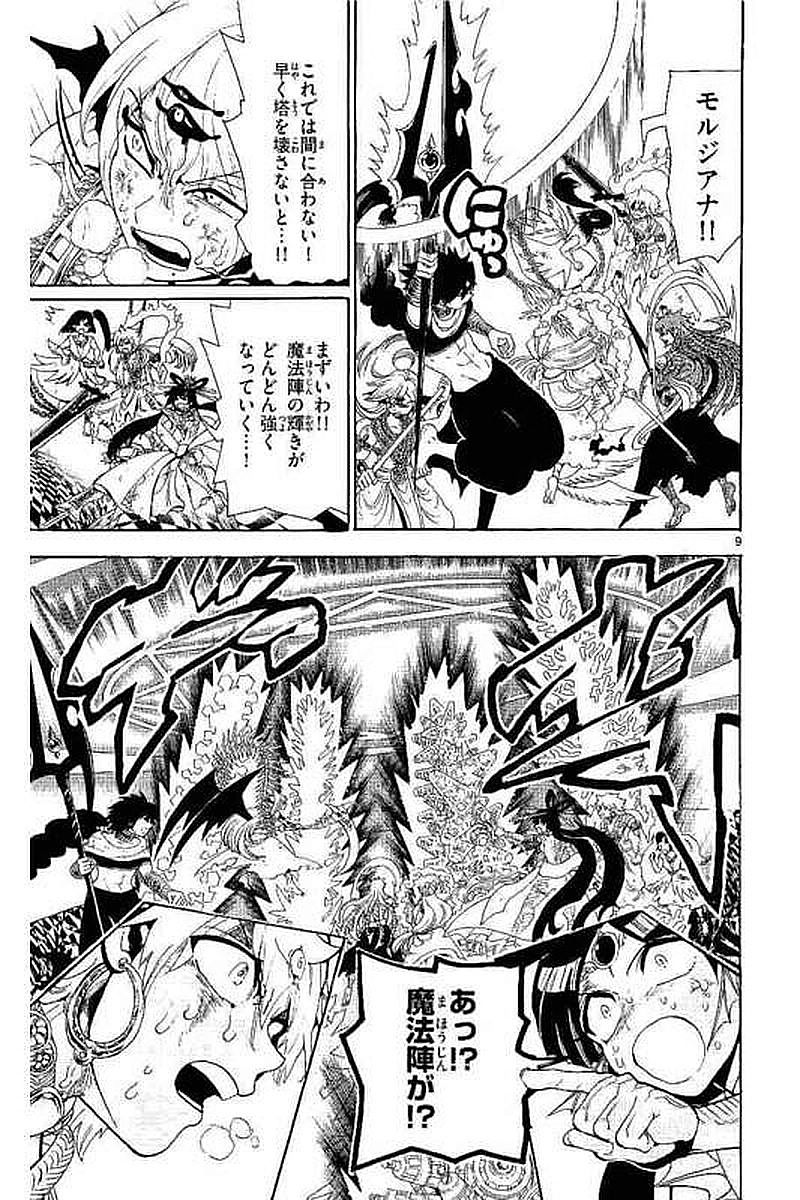 モルジアナ!!
にゅっ
これでは間に合わない！
早く塔を壊さないと…!!
まずいわ!!
魔法陣の輝きが
どんどん強く
なっていく…！
9
あっ!?
魔法陣が!?